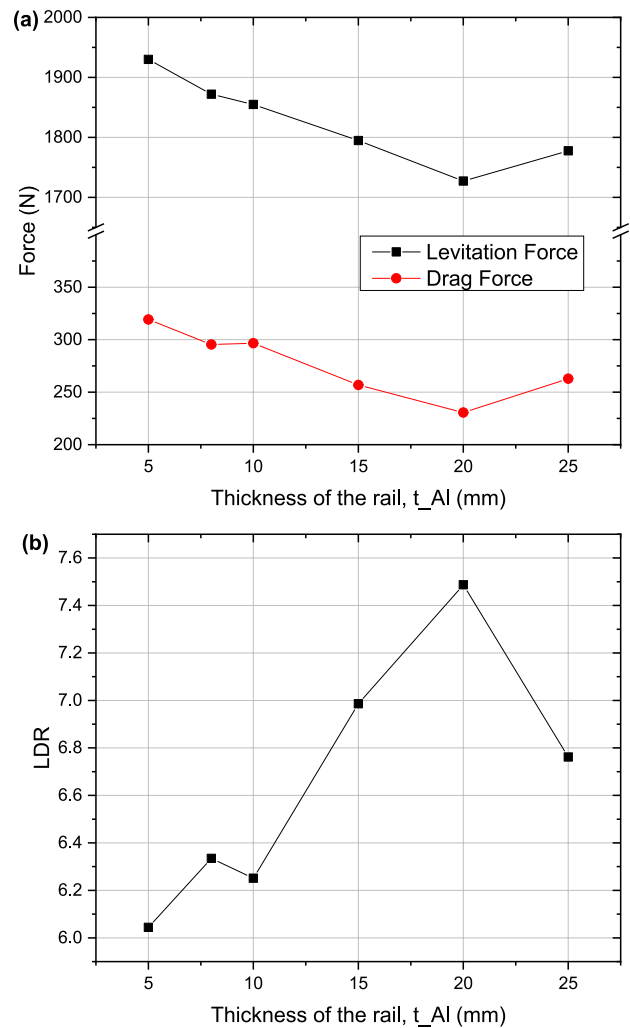 (a)
2000
1900
1800
1700
350
300
250
200
Force (N)
Levitation Force
Drag Force
5 10 15 20 25
Thickness of the rail, t_Al (mm)
(b)
7.6
7.4
7.2
7.0
6.8
6.6
6.4
6.2
6.0
LDR
5 10 15 20 25
Thickness of the rail, t_Al (mm)